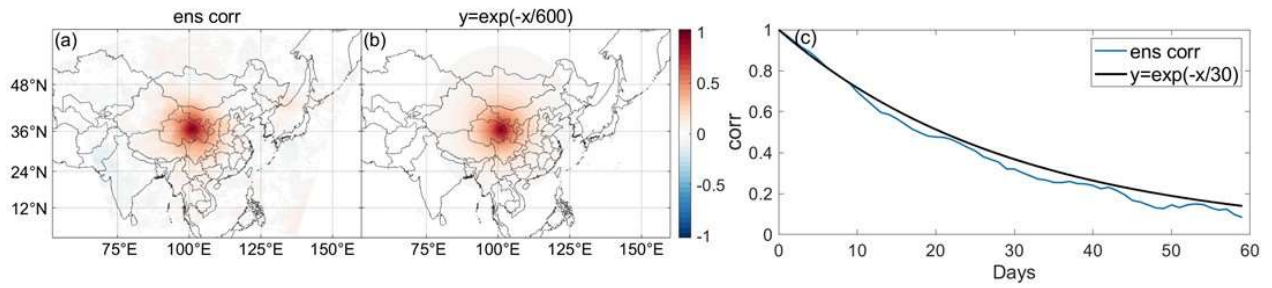 ens corr
(a)
48°N
36°N
24°N
12°N
75°E 100°E 125°E 150°E
y=exp(-x/600)
(b)
75°E 100°E 125°E 150°E
1
0.5
0
-0.5
-1
(c)
ens corr
y=exp(-x/30)
corr
1
0.8
0.6
0.4
0.2
0
0 10 20 30 40 50 60
Days